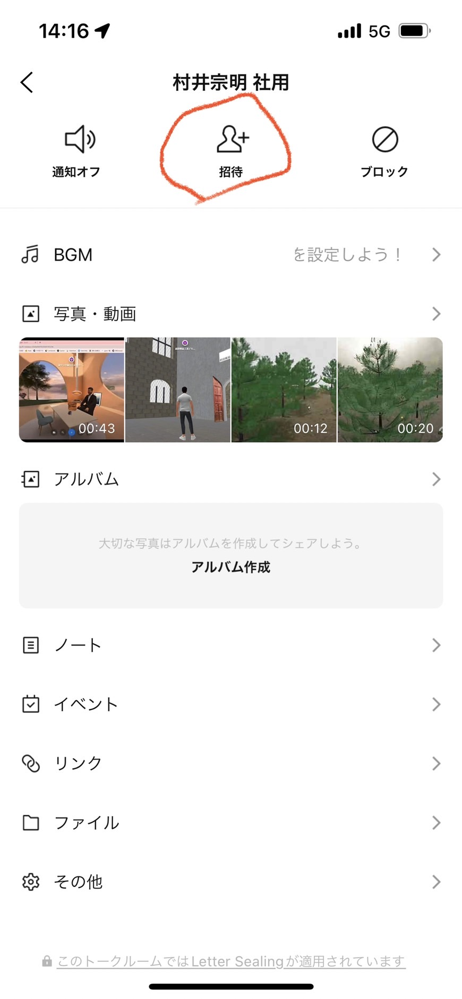 14:16
5G
村井宗明 社用
通知オフ
招待
ブロック
BGM
を設定しよう！
写真・動画
00:43
00:12
00:20
アルバム
大切な写真はアルバムを作成してシェアしよう。
アルバム作成
ノート
イベント
リンク
ファイル
その他
このトークルームではLetter Sealingが適用されています